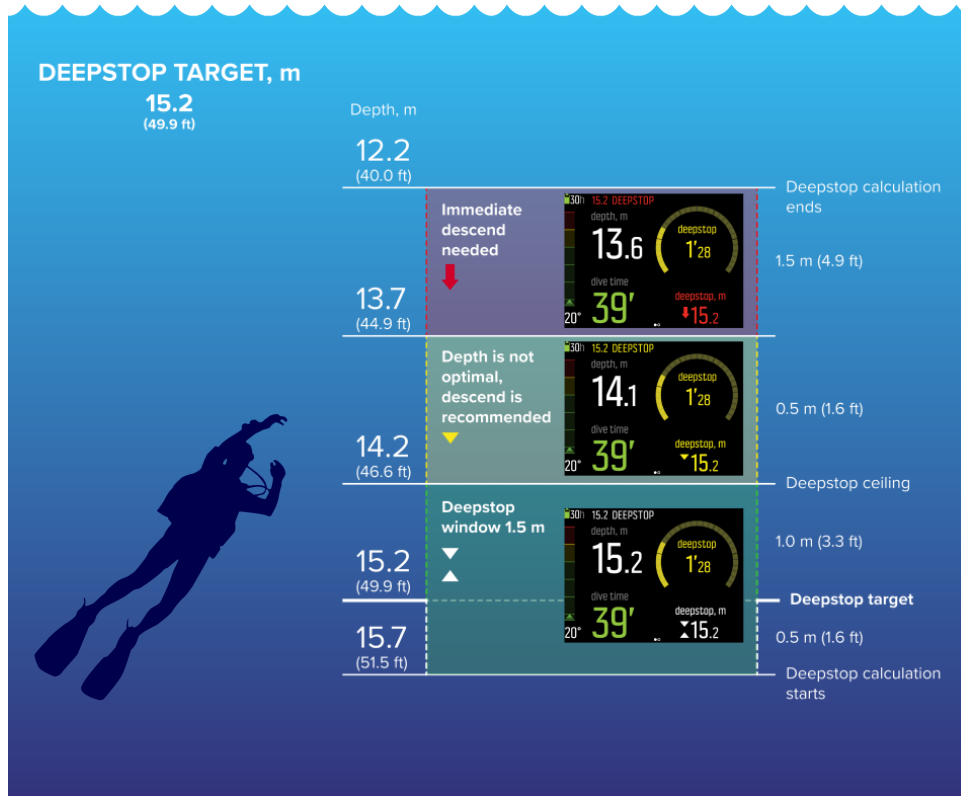 DEEPSTOP TARGET, m
15.2
(49.9 ft)
Depth, m
12.2
(40.0 ft)
Deepstop calculation
ends
Immediate
descend
needed
30h 15.2 DEEPSTOP
depth, m
13.6
deepstop
1'28
dive time
39'
deepstop, m
15.2
20°
1.5 m (4.9 ft)
13.7
(44.9 ft)
Depth is not
optimal,
descend is
recommended
30h 15.2 DEEPSTOP
depth, m
14.1
deepstop
1'28
dive time
39'
deepstop, m
15.2
20°
0.5 m (1.6 ft)
14.2
(46.6 ft)
Deepstop ceiling
Deepstop
window 1.5 m
30h 15.2 DEEPSTOP
depth, m
15.2
deepstop
1'28
dive time
39'
deepstop, m
15.2
20°
1.0 m (3.3 ft)
15.2
(49.9 ft)
Deepstop target
15.7
(51.5 ft)
0.5 m (1.6 ft)
Deepstop calculation
starts